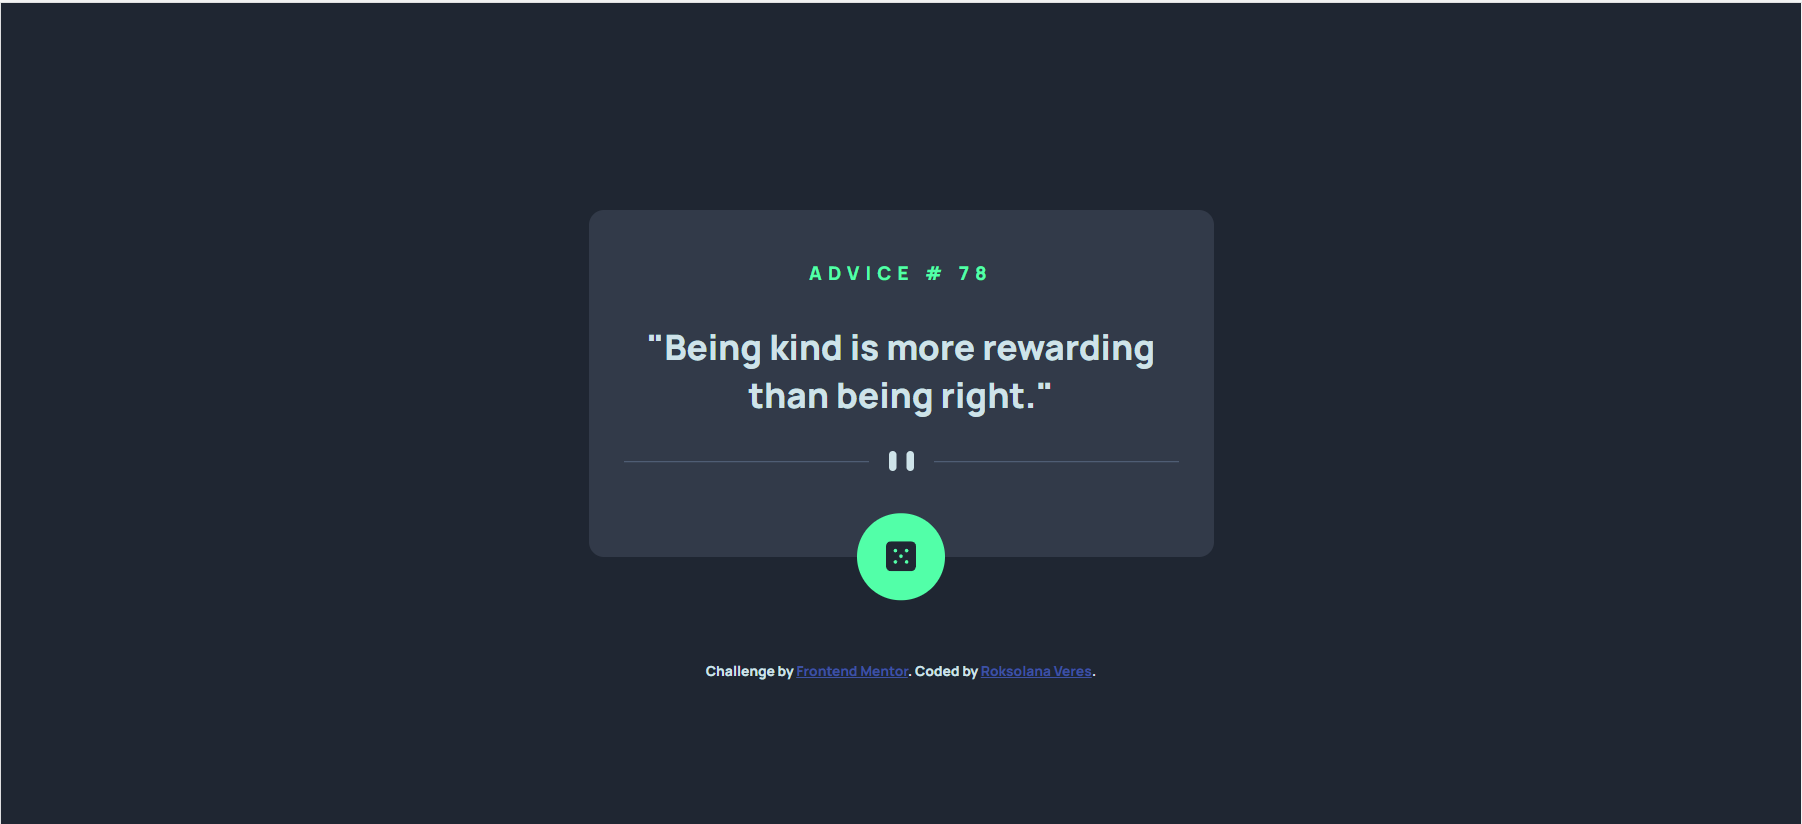 ADVICE # 78
"Being kind is more rewarding
than being right."
Challenge by Frontend Mentor. Coded by Roksolana Veres.